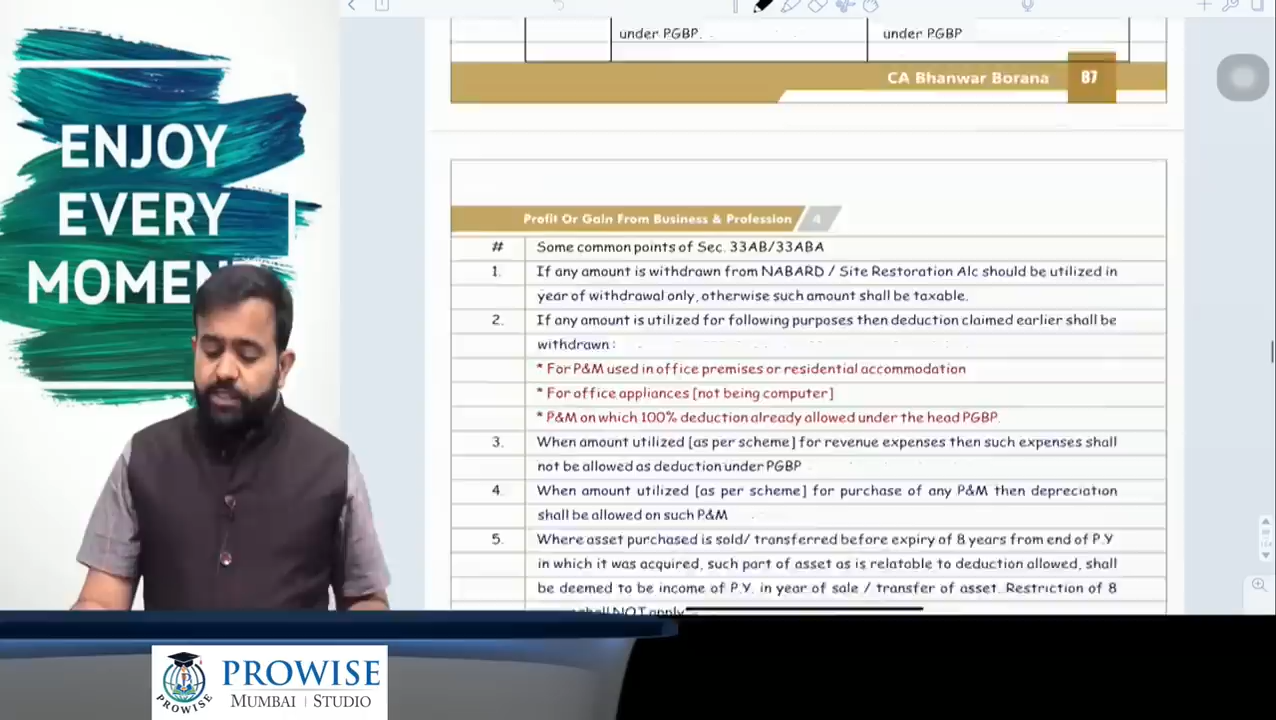 ENJOY
EVERY
under PGBP.
under PGBP
CA Bhanwar Borana 87
Profit Or Gain From Business & Profession 4
# Some common points of Sec. 33AB/33ABA
1. If any amount is withdrawn from NABARD / Site Restoration A/c should be utilized in
year of withdrawal only, otherwise such amount shall be taxable.
2. If any amount is utilized for following purposes then deduction claimed earlier shall be
withdrawn :
* For P&M used in office premises or residential accommodation
* For office appliances [not being computer]
* P&M on which 100% deduction already allowed under the head PGBP.
3. When amount utilized [as per scheme] for revenue expenses then such expenses shall
not be allowed as deduction under PGBP
4. When amount utilized [as per scheme] for purchase of any P&M then depreciation
shall be allowed on such P&M
5. Where asset purchased is sold/ transferred before expiry of 8 years from end of P.Y
in which it was acquired, such part of asset as is relatable to deduction allowed, shall
be deemed to be income of P.Y. in year of sale / transfer of asset. Restriction of 8
shall NOT apply
PROWISE
PROWISE
MUMBAI | STUDIO